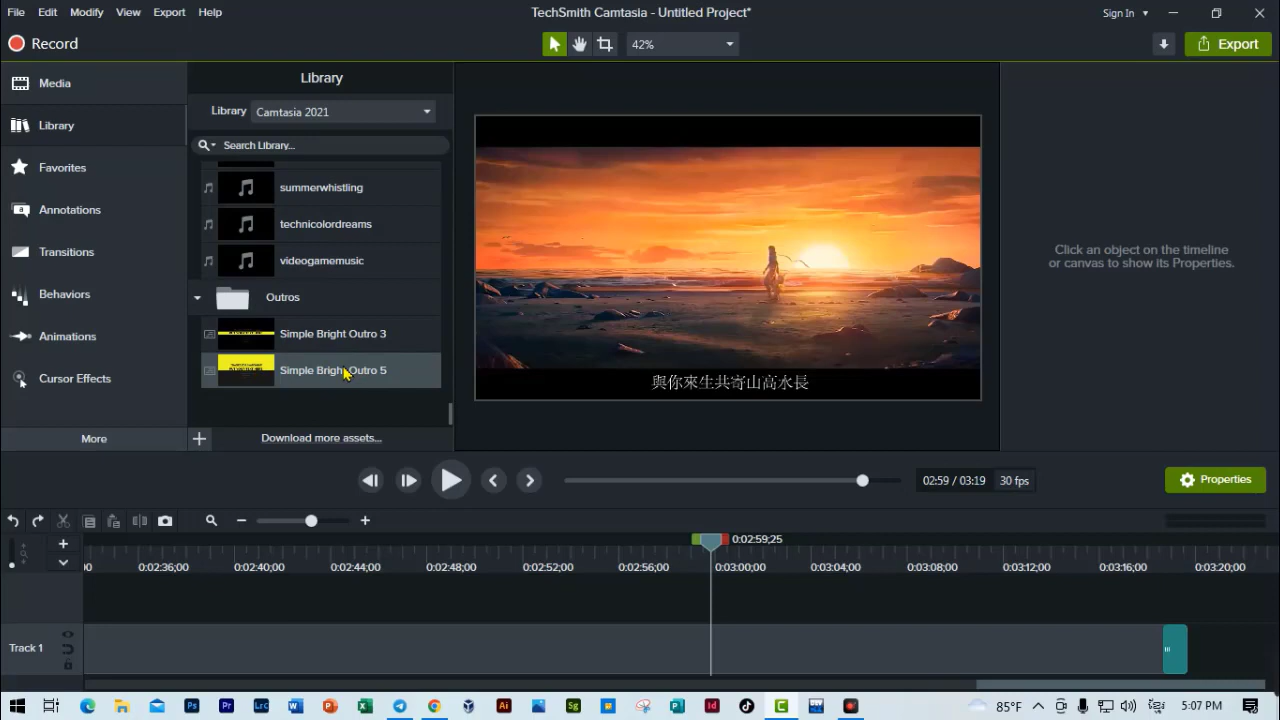 File Edit Modify View Export Help
TechSmith Camtasia - Untitled Project*
Sign In
Record
42%
Export
Media
Library
Favorites
Annotations
Transitions
Behaviors
Animations
Cursor Effects
More
Library
Library Camtasia 2021
Search Library...
summerwhistling
technicolordreams
videogamemusic
Outros
Simple Bright Outro 3
Simple Bright Outro 5
Download more assets...
與你來生共寄山高水長
Click an object on the timeline
or canvas to show its Properties.
02:59 / 03:19 30 fps
Properties
0:02:59;25
00 0:02:36;00 0:02:40;00 0:02:44;00 0:02:48;00 0:02:52;00 0:02:56;00 0:03:00;00 0:03:04;00 0:03:08;00 0:03:12;00 0:03:16;00 0:03:20;00
Track 1
85°F 5:07 PM